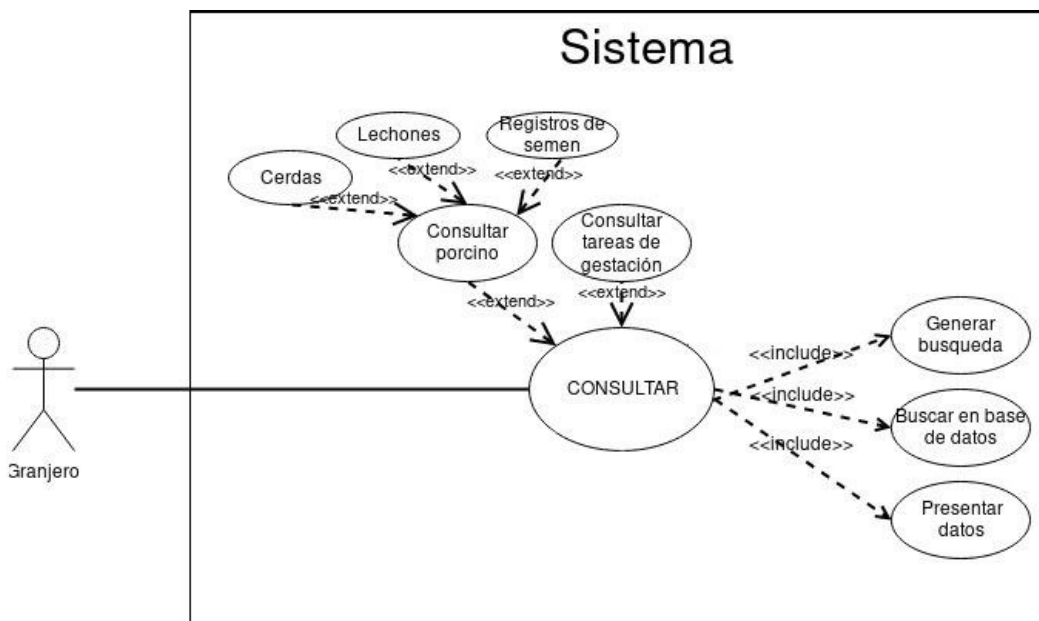 Sistema
Lechones
Registros de
semen
<<extend>>
<<extend>>
Cerdas
<<extend>>
Consultar
porcino
Consultar
tareas de
gestación
<<extend>>
<<extend>>
Generar
busqueda
<<include>>
CONSULTAR
<<include>>
Buscar en base
de datos
<<include>>
Granjero
Presentar
datos